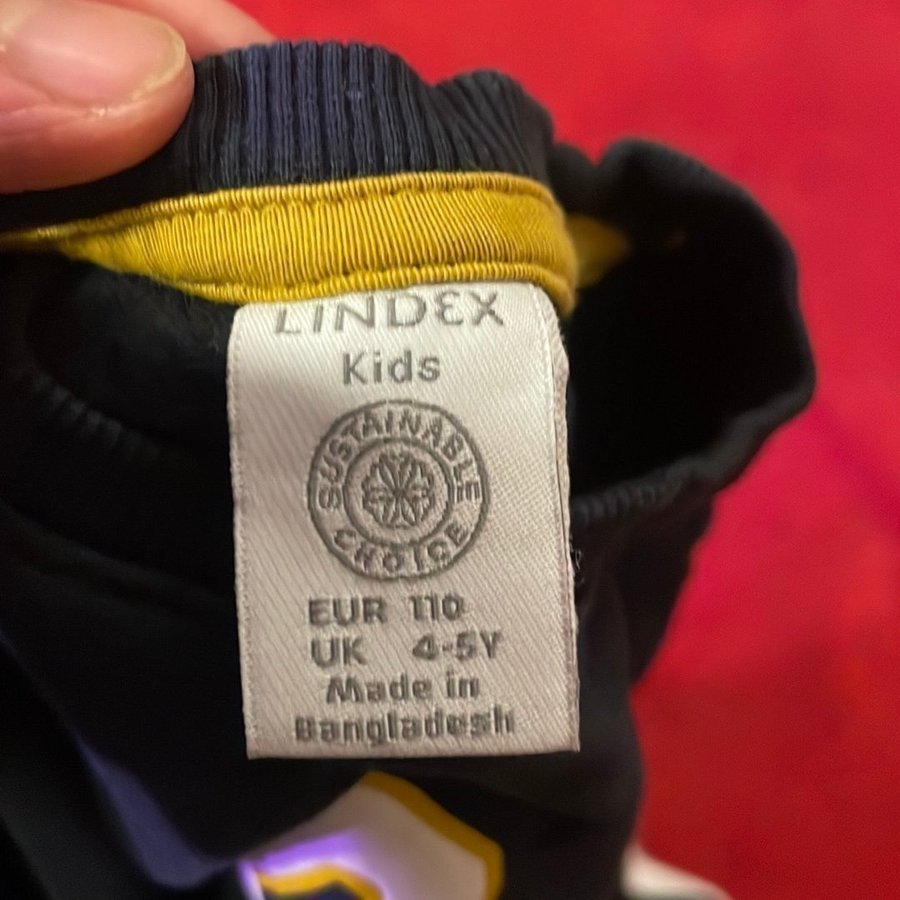 LINDEX
Kids
SUSTAINABLE
CHOICE
EUR 110
UK 4-5Y
Made in
Bangladesh